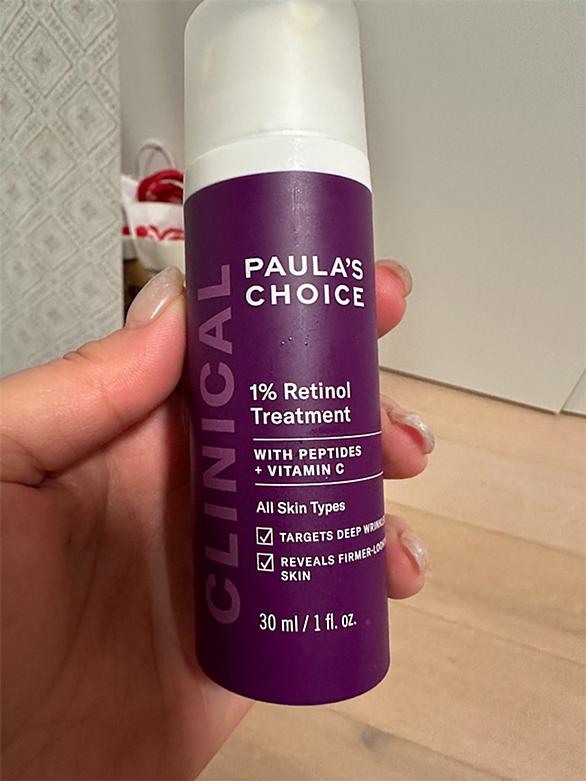 CLINICAL
PAULA'S
CHOICE
1% Retinol
Treatment
WITH PEPTIDES
+ VITAMIN C
All Skin Types
TARGETS DEEP
REVEALS
SKIN
30 ml / 1 fl. oz.